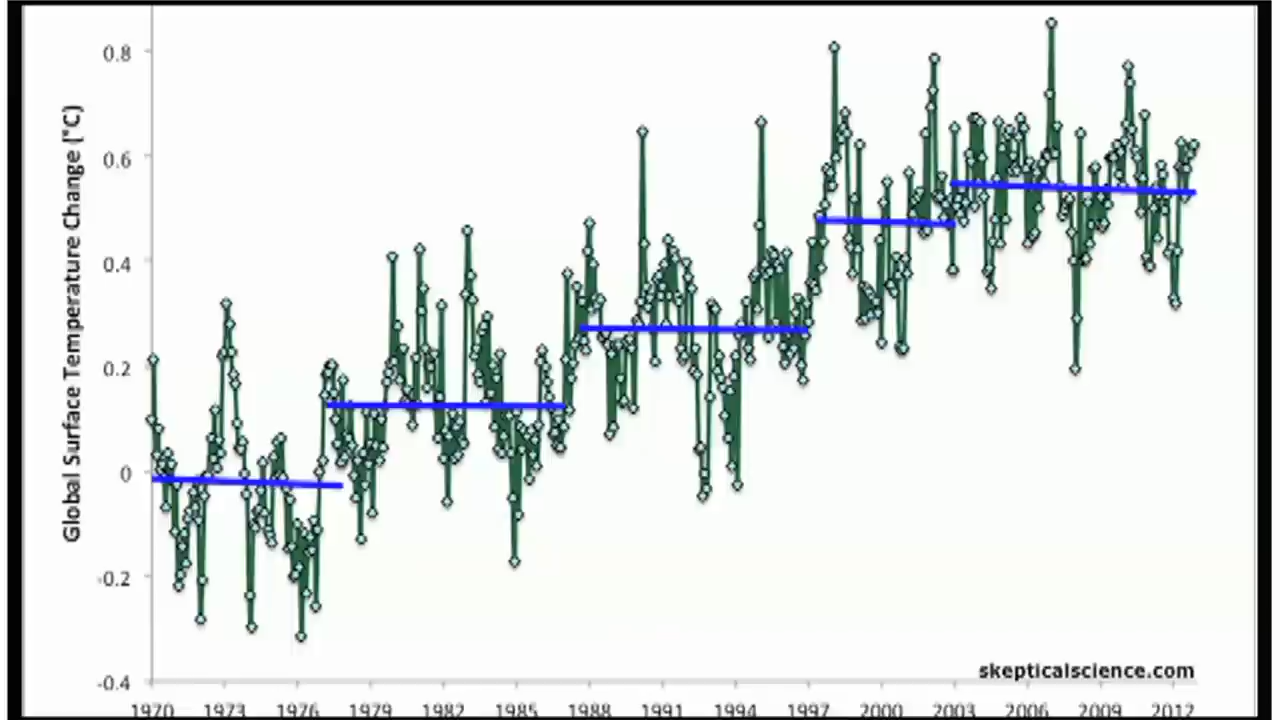 Global Surface Temperature Change (°C)
0.8
0.6
0.4
0.2
0
-0.2
-0.4
skepticalscience.com
1970 1973 1976 1979 1982 1985 1988 1991 1994 1997 2000 2003 2006 2009 2012